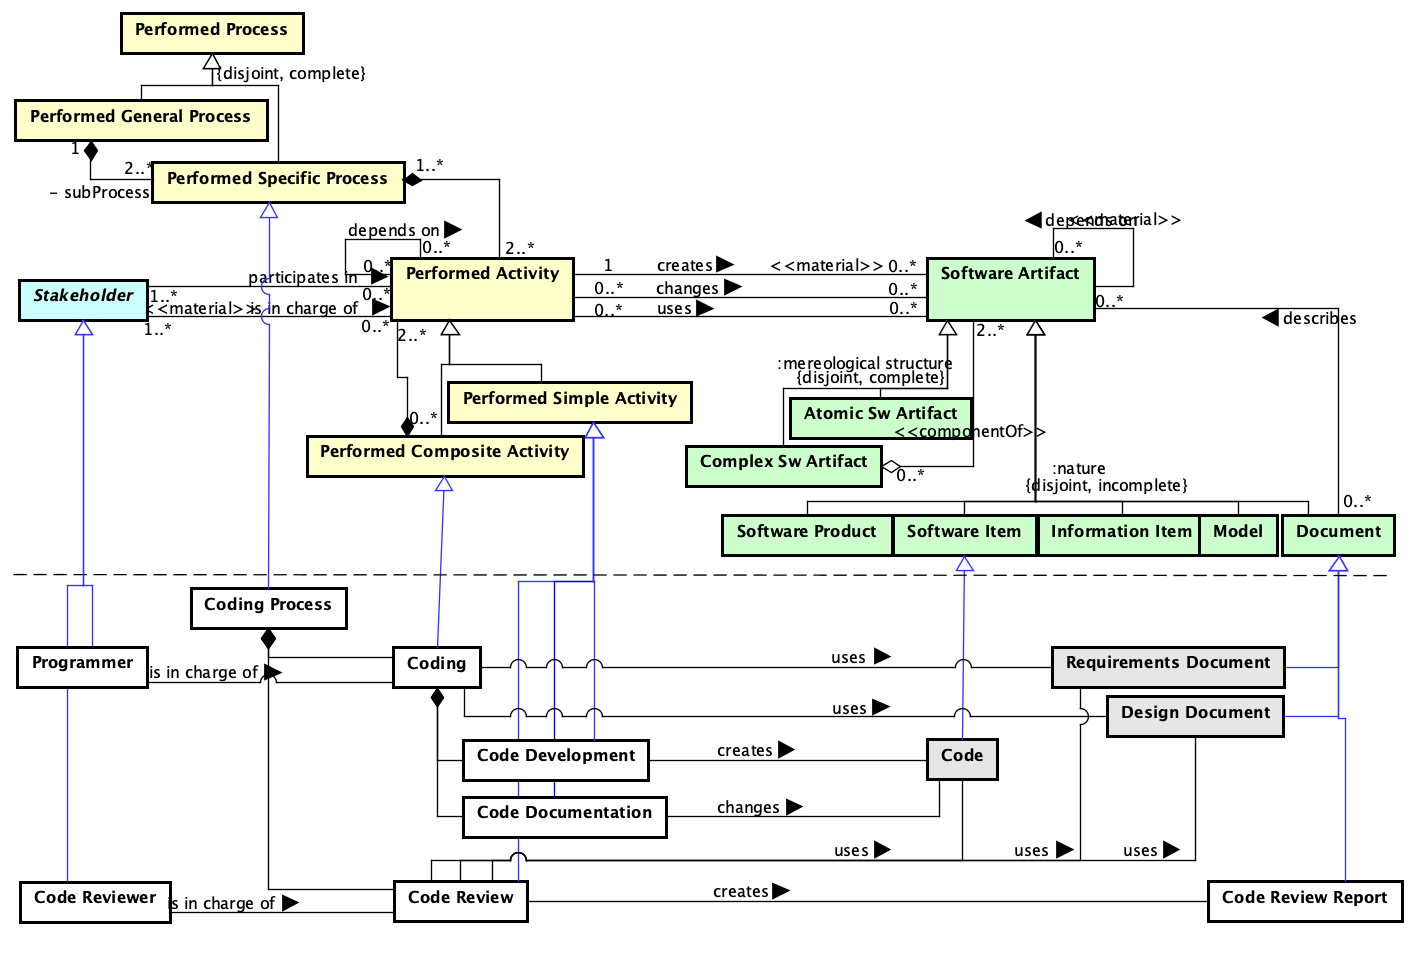 Performed Process
{disjoint, complete}
Performed General Process
1
2..*
- subProcess
Performed Specific Process
1..*
depends on
0..*
2..*
0..*
participates in
Performed Activity
1
creates
<<material>>
0..*
depends on
<<material>>
0..*
Software Artifact
Stakeholder
1..*
0..*
0..*
changes
0..*
<<material>>
is in charge of
1..*
0..*
0..*
uses
0..*
0..*
describes
2..*
2..*
:mereological structure
{disjoint, complete}
Performed Simple Activity
Atomic Sw Artifact
0..*
<<componentOf>>
Performed Composite Activity
Complex Sw Artifact
0..*
:nature
{disjoint, incomplete}
0..*
Software Product
Software Item
Information Item
Model
Document
Coding Process
Programmer
is in charge of
Coding
uses
Requirements Document
uses
Design Document
Code Development
creates
Code
Code Documentation
changes
uses
uses
uses
Code Reviewer
is in charge of
Code Review
creates
Code Review Report